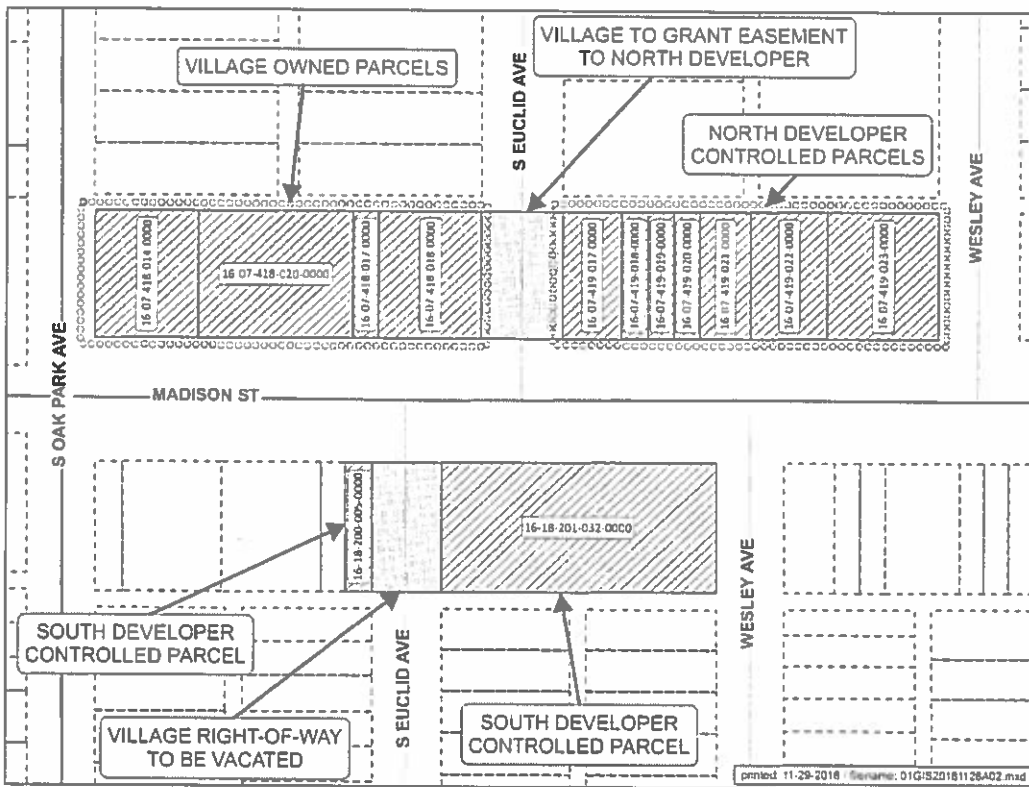 VILLAGE OWNED PARCELS
S EUCLID AVE
VILLAGE TO GRANT EASEMENT
TO NORTH DEVELOPER
NORTH DEVELOPER
CONTROLLED PARCELS
WESLEY AVE
16 07 418 014 0000
16 07-418-020-0000
16 07-418 017 0000
16-07 418 018 0000
16 07-419 017 0000
16-07-419-018-0000
16-07-419-019-0000
16 07 419 020 0000
16 07-419 021 0000
16-07-419-022 0000
16 07-419 023 0000
S OAK PARK AVE
MADISON ST
16-18-200-009-0000
16-18-201-032-0000
SOUTH DEVELOPER
CONTROLLED PARCEL
VILLAGE RIGHT-OF-WAY
TO BE VACATED
S EUCLID AVE
SOUTH DEVELOPER
CONTROLLED PARCEL
WESLEY AVE
printed: 11-29-2016 filename: 01GIS20161128A02.mxd